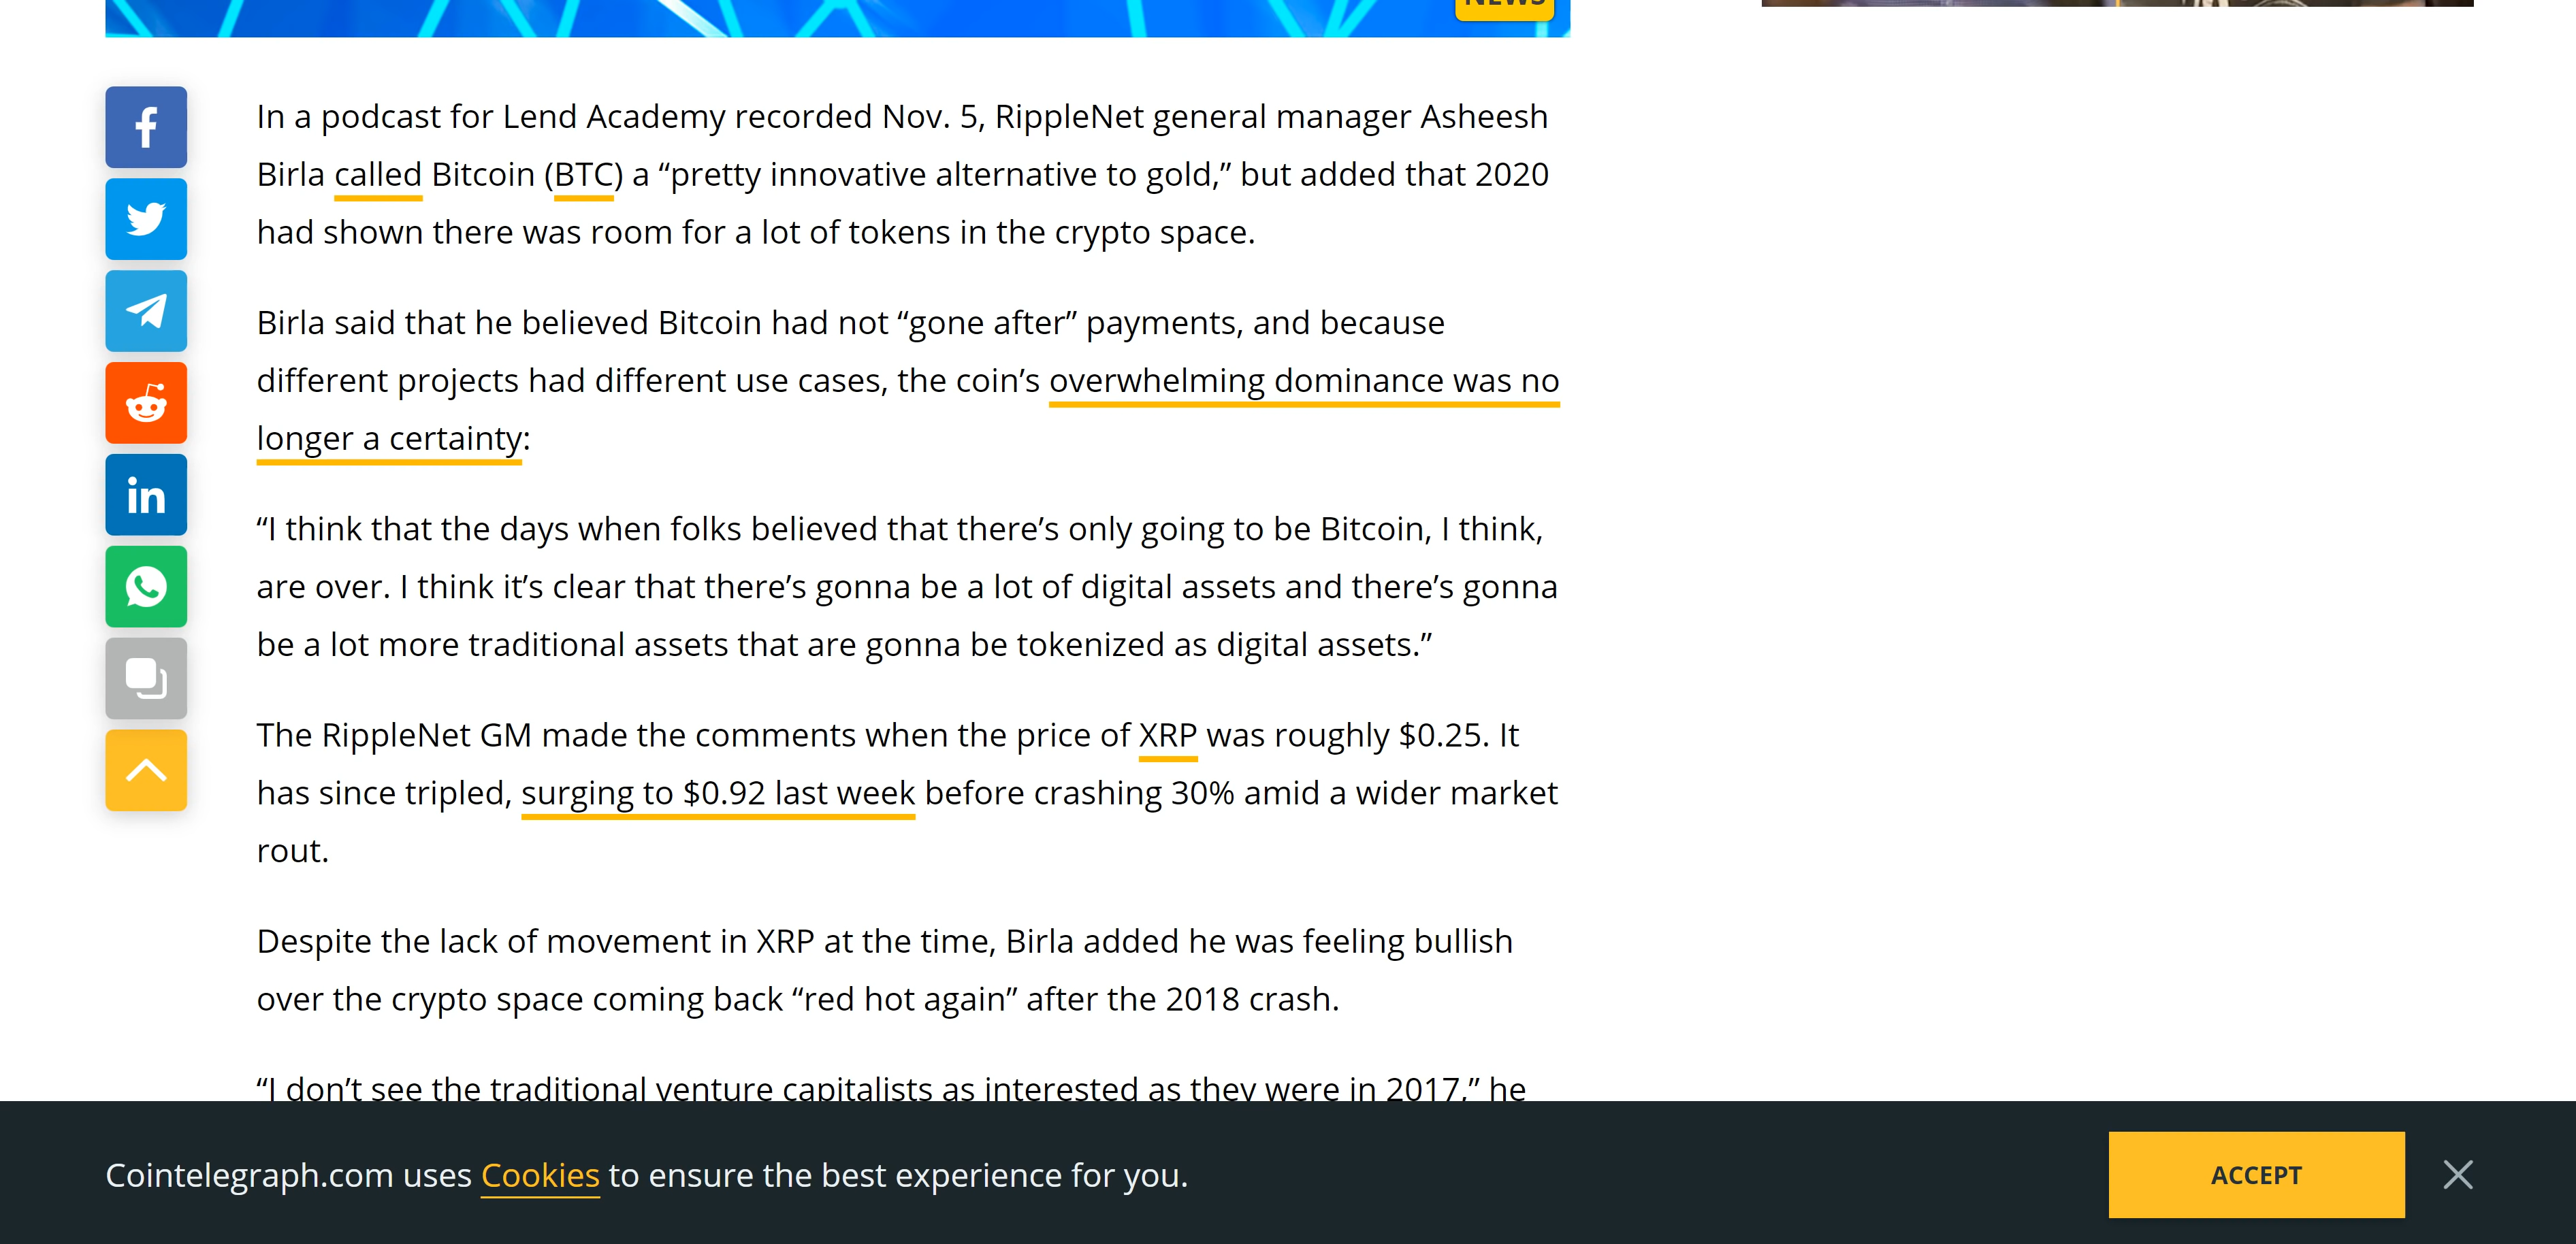 NEWS
In a podcast for Lend Academy recorded Nov. 5, RippleNet general manager Asheesh
Birla called Bitcoin (BTC) a “pretty innovative alternative to gold,” but added that 2020
had shown there was room for a lot of tokens in the crypto space.
Birla said that he believed Bitcoin had not “gone after” payments, and because
different projects had different use cases, the coin’s overwhelming dominance was no
longer a certainty:
“I think that the days when folks believed that there’s only going to be Bitcoin, I think,
are over. I think it’s clear that there’s gonna be a lot of digital assets and there’s gonna
be a lot more traditional assets that are gonna be tokenized as digital assets.”
The RippleNet GM made the comments when the price of XRP was roughly $0.25. It
has since tripled, surging to $0.92 last week before crashing 30% amid a wider market
rout.
Despite the lack of movement in XRP at the time, Birla added he was feeling bullish
over the crypto space coming back “red hot again” after the 2018 crash.
“I don’t see the traditional venture capitalists as interested as they were in 2017,” he
Cointelegraph.com uses Cookies to ensure the best experience for you.
ACCEPT